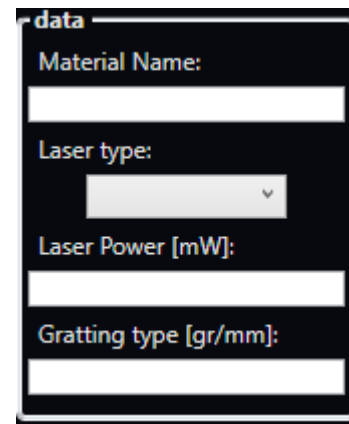 data
Material Name:
Laser type:
Laser Power [mW]:
Gratting type [gr/mm]: